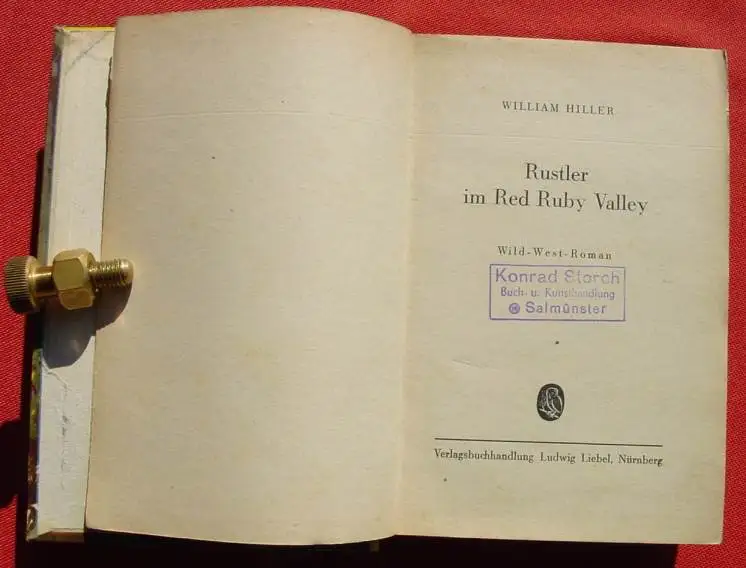 WILLIAM HILLER
Rustler
im Red Ruby Valley
Wild-West-Roman
Konrad Storch
Buch- u. Kunsthandlung
Salmünster
Verlagsbuchhandlung Ludwig Liebel, Nürnberg